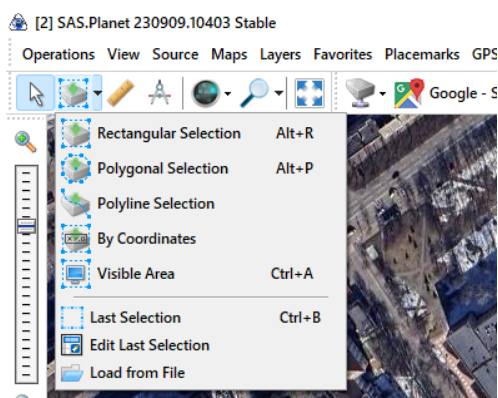 [2] SAS.Planet 230909.10403 Stable
Operations View Source Maps Layers Favorites Placemarks GPS
Google - S
Rectangular Selection Alt+R
Polygonal Selection Alt+P
Polyline Selection
By Coordinates
Visible Area Ctrl+A
Last Selection Ctrl+B
Edit Last Selection
Load from File